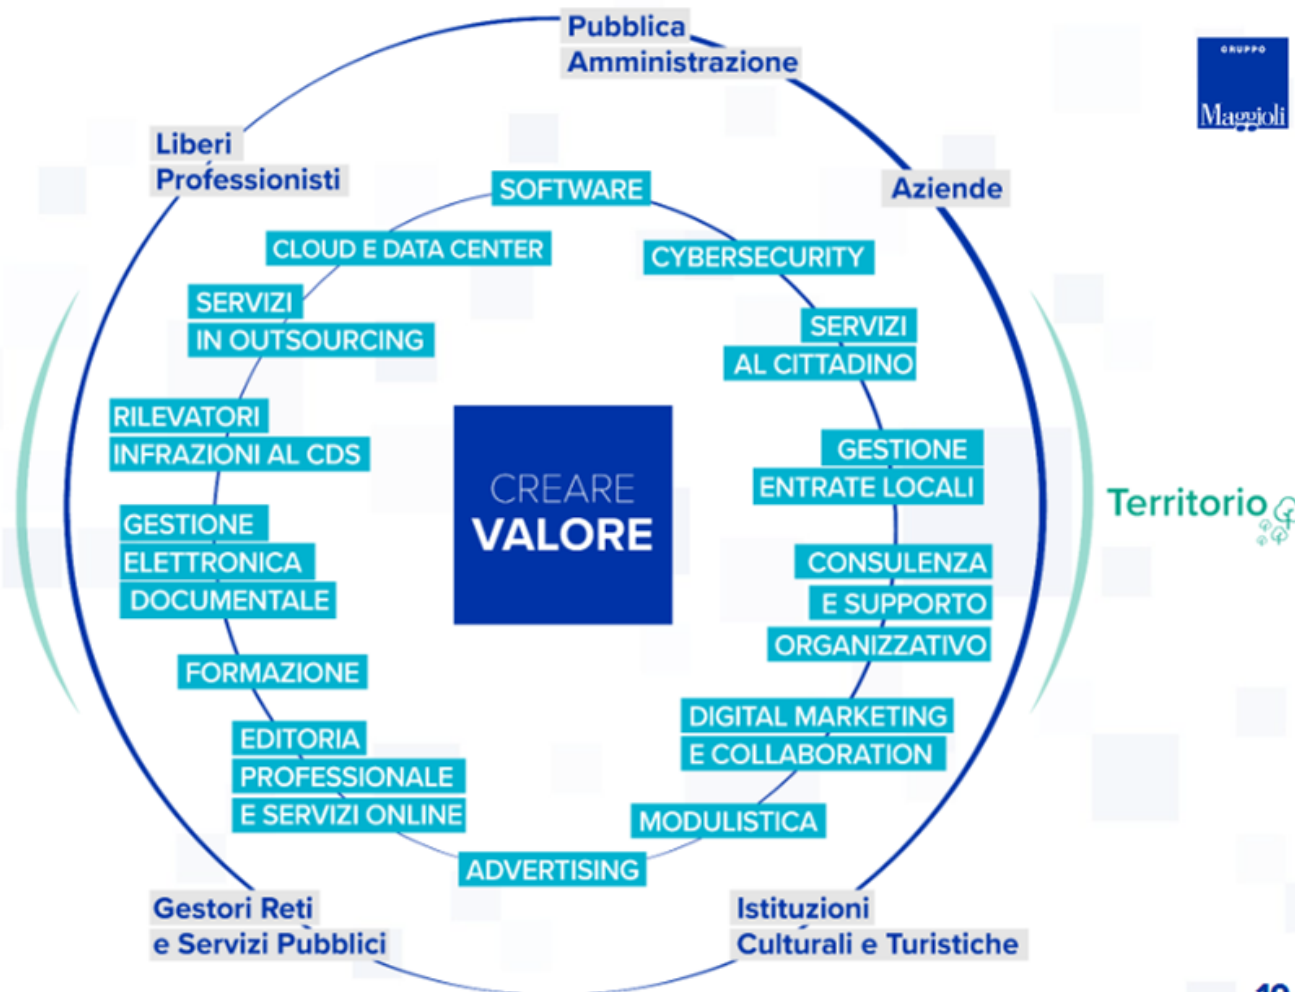 Pubblica
Amministrazione
GRUPPO
Maggioli
Liberi
Professionisti
Aziende
SOFTWARE
CLOUD E DATA CENTER
CYBERSECURITY
SERVIZI
IN OUTSOURCING
SERVIZI
AL CITTADINO
RILEVATORI
INFRAZIONI AL CDS
GESTIONE
ENTRATE LOCALI
CREARE
VALORE
Territorio
GESTIONE
ELETTRONICA
DOCUMENTALE
CONSULENZA
E SUPPORTO
ORGANIZZATIVO
FORMAZIONE
DIGITAL MARKETING
E COLLABORATION
EDITORIA
PROFESSIONALE
E SERVIZI ONLINE
MODULISTICA
ADVERTISING
Gestori Reti
e Servizi Pubblici
Istituzioni
Culturali e Turistiche